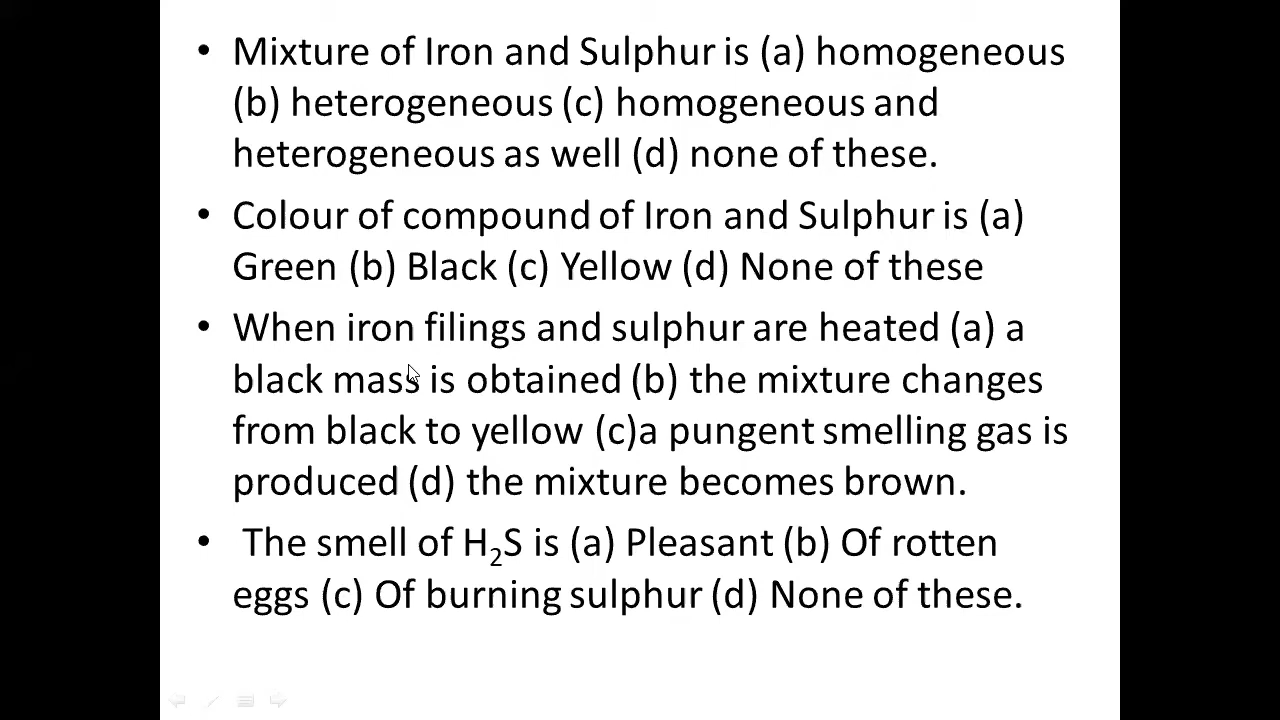 • Mixture of Iron and Sulphur is (a) homogeneous
(b) heterogeneous (c) homogeneous and
heterogeneous as well (d) none of these.
• Colour of compound of Iron and Sulphur is (a)
Green (b) Black (c) Yellow (d) None of these
• When iron filings and sulphur are heated (a) a
black mass is obtained (b) the mixture changes
from black to yellow (c)a pungent smelling gas is
produced (d) the mixture becomes brown.
• The smell of H₂S is (a) Pleasant (b) Of rotten
eggs (c) Of burning sulphur (d) None of these.